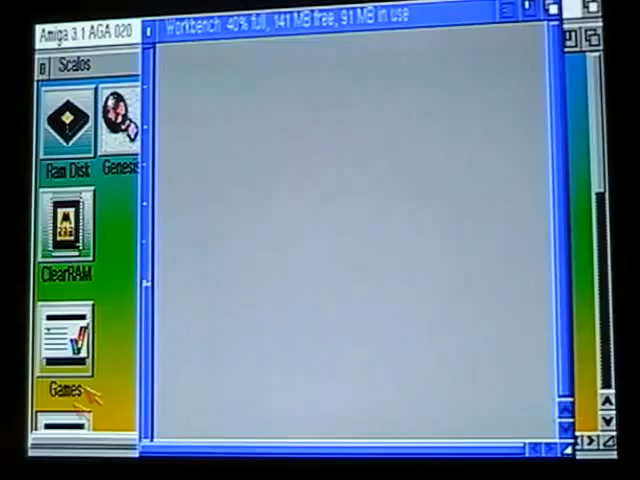 Amiga 3.1 AGA 020
Workbench 40% full, 141 MB free, 91 MB in use
Scalos
Ram Disk
Genesis
ClearRAM
Games